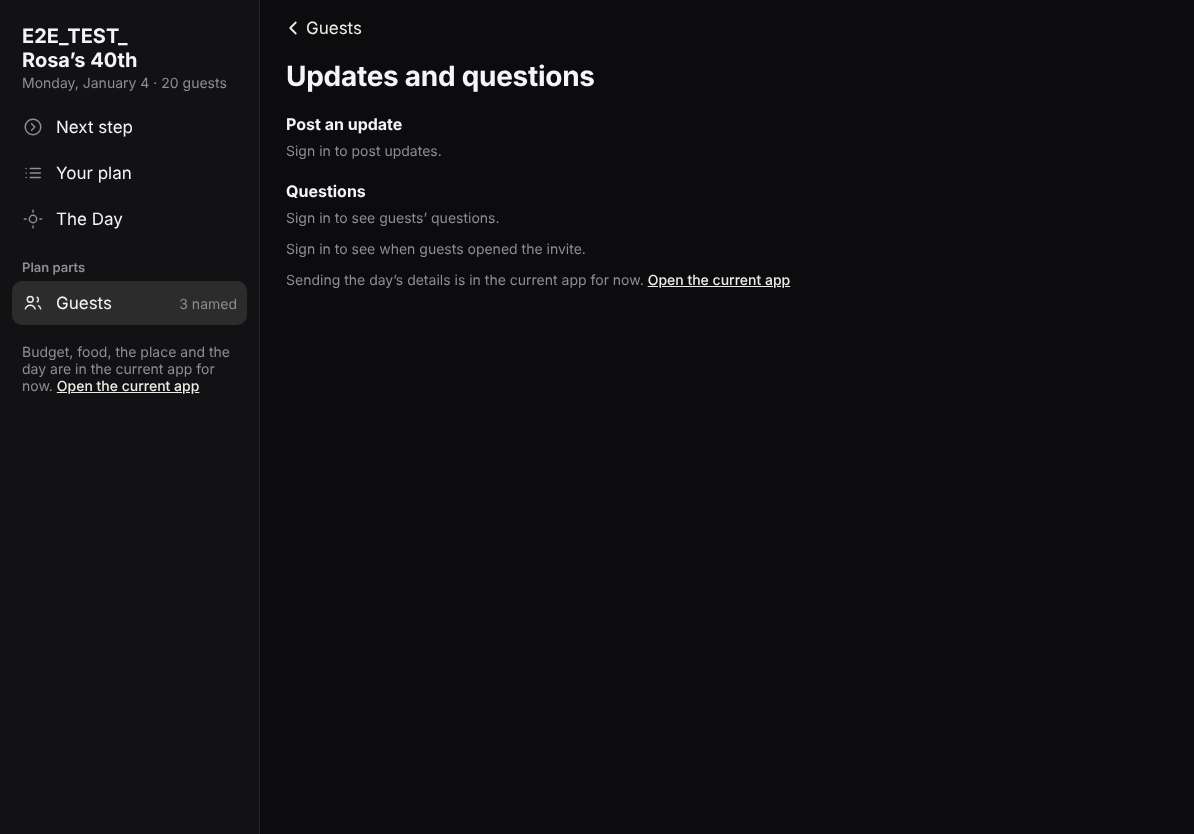 E2E_TEST_
Rosa’s 40th
Monday, January 4 · 20 guests
Next step
Your plan
The Day
Plan parts
Guests 3 named
Budget, food, the place and the
day are in the current app for
now. Open the current app
Guests
Updates and questions
Post an update
Sign in to post updates.
Questions
Sign in to see guests’ questions.
Sign in to see when guests opened the invite.
Sending the day’s details is in the current app for now. Open the current app